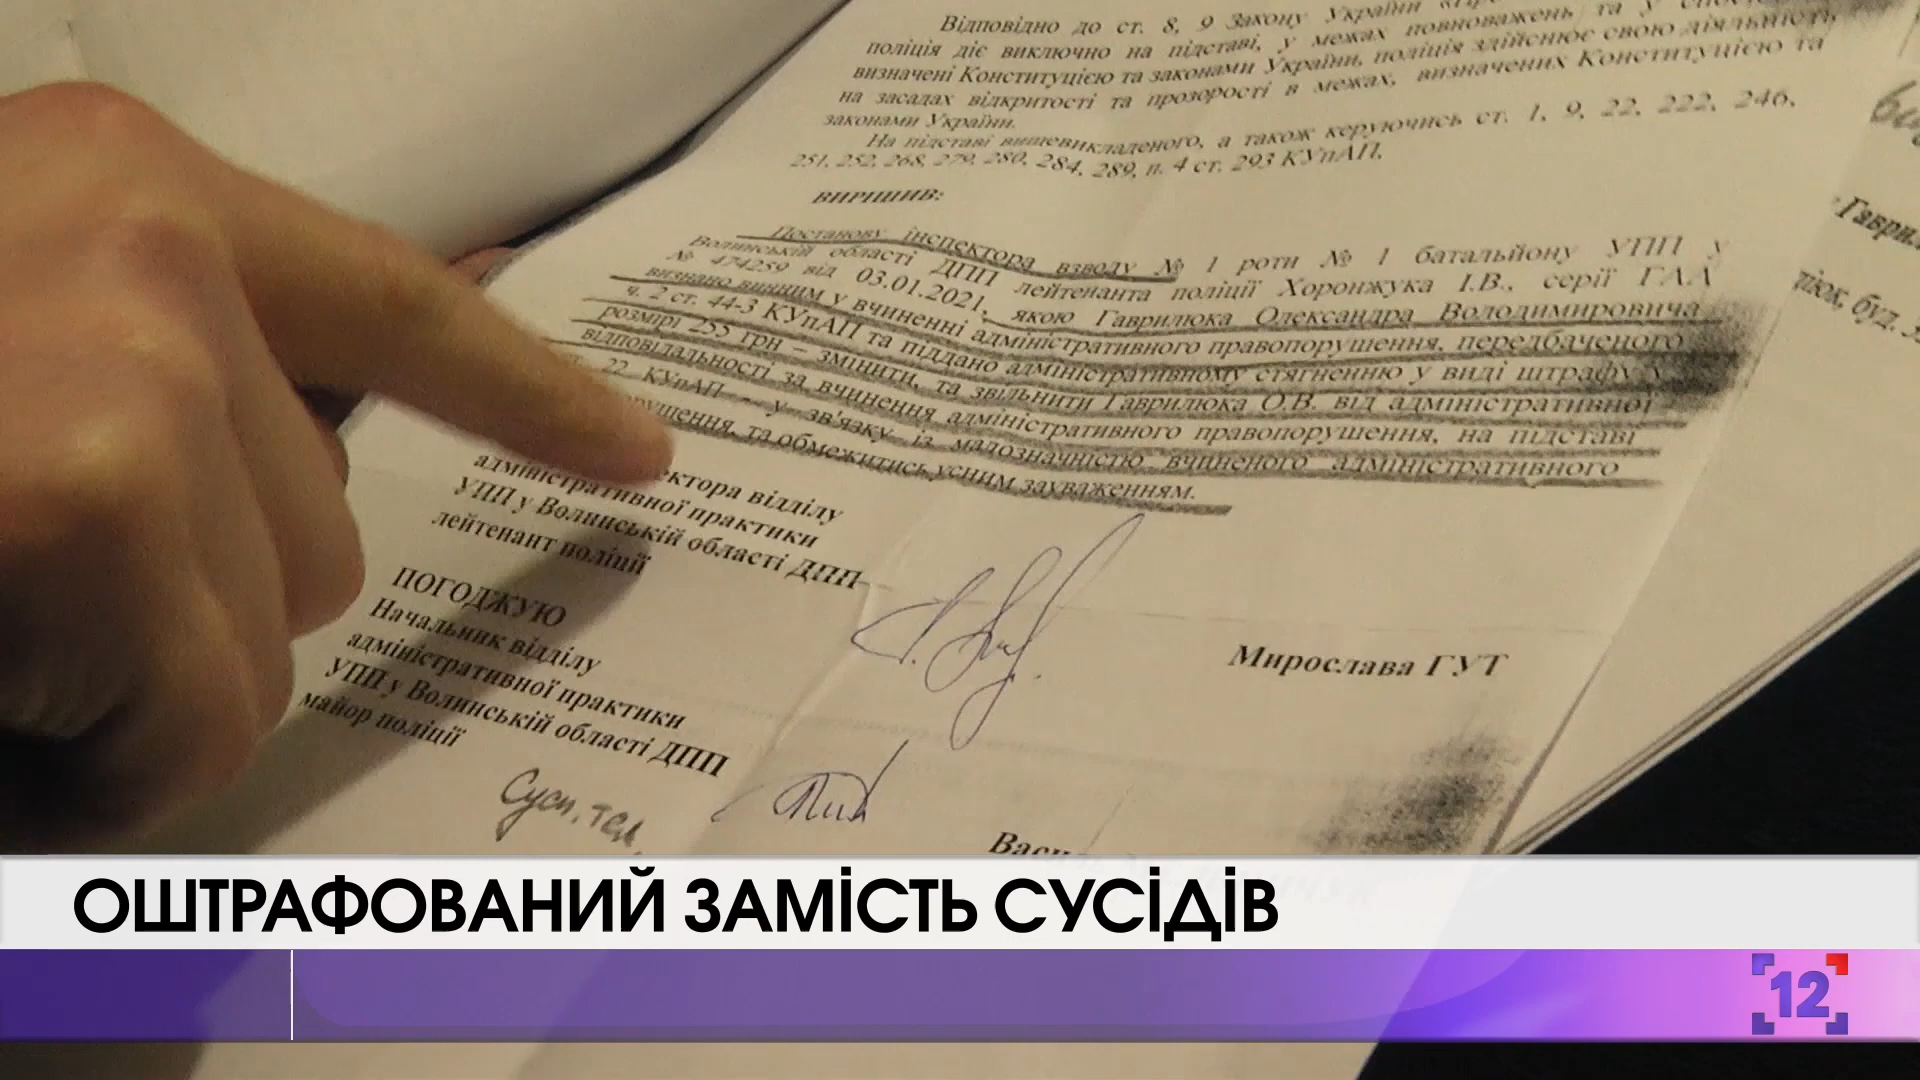 Відповідно до ст. 8, 9 Закону України
поліція діє виключно на підставі, у межах повноважень та у
визначені Конституцією та законами України, поліція здійснює свою діяльність
на засадах відкритості та прозорості в межах, визначених Конституцією та
законами України.
На підставі вищевикладеного, а також керуючись ст. 1, 9, 22, 222, 246,
251, 252, 268, 279, 280, 284, 289, п. 4 ст. 293 КУпАП,
ВИРІШИВ:
Постанову інспектора взводу № 1 роти № 1 батальйону УПП у
Волинській області ДПП лейтенанта поліції Хоронжука І.В., серії ГАА
№ 474259 від 03.01.2021, якою Гаврилюка Олександра Володимировича
визнано винним у вчиненні адміністративного правопорушення, передбаченого
ч. 2 ст. 44-3 КУпАП та піддано адміністративному стягненню у виді штрафу у
розмірі 255 грн – змінити, та звільнити Гаврилюка О.В. від адміністративної
відповідальності за вчинення адміністративного правопорушення, на підставі
22 КУпАП - у зв'язку із малозначністю вчиненого адміністративного
та обмежитись усним зауваженням.
відділу
адміністративної практики
УПП у Волинській області ДПП
лейтенант поліції
Мирослава ГУТ
ПОГОДЖУЮ
Начальник відділу
адміністративної практики
УПП у Волинській області ДПП
майор поліції
буд.
ОШТРАФОВАНИЙ ЗАМІСТЬ СУСІДІВ
12